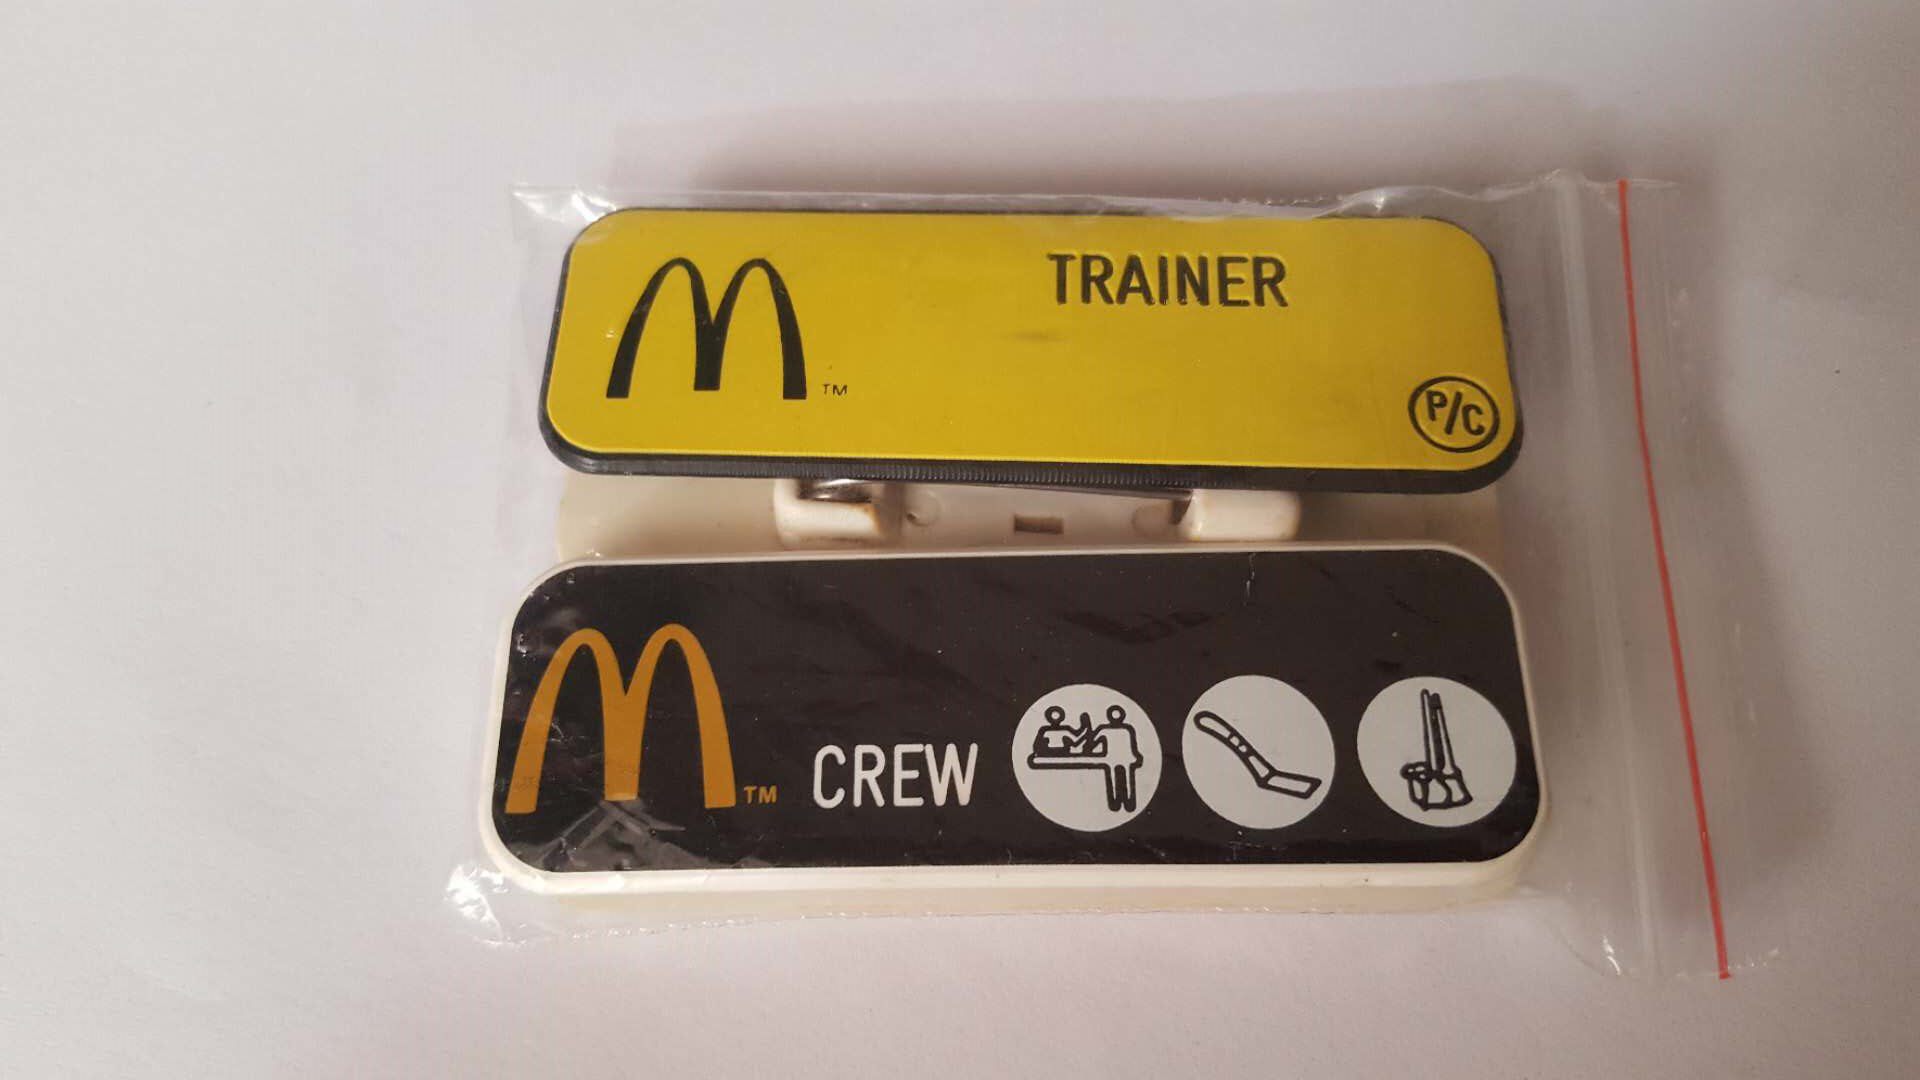 TRAINER
M ™
P/C
M ™ CREW